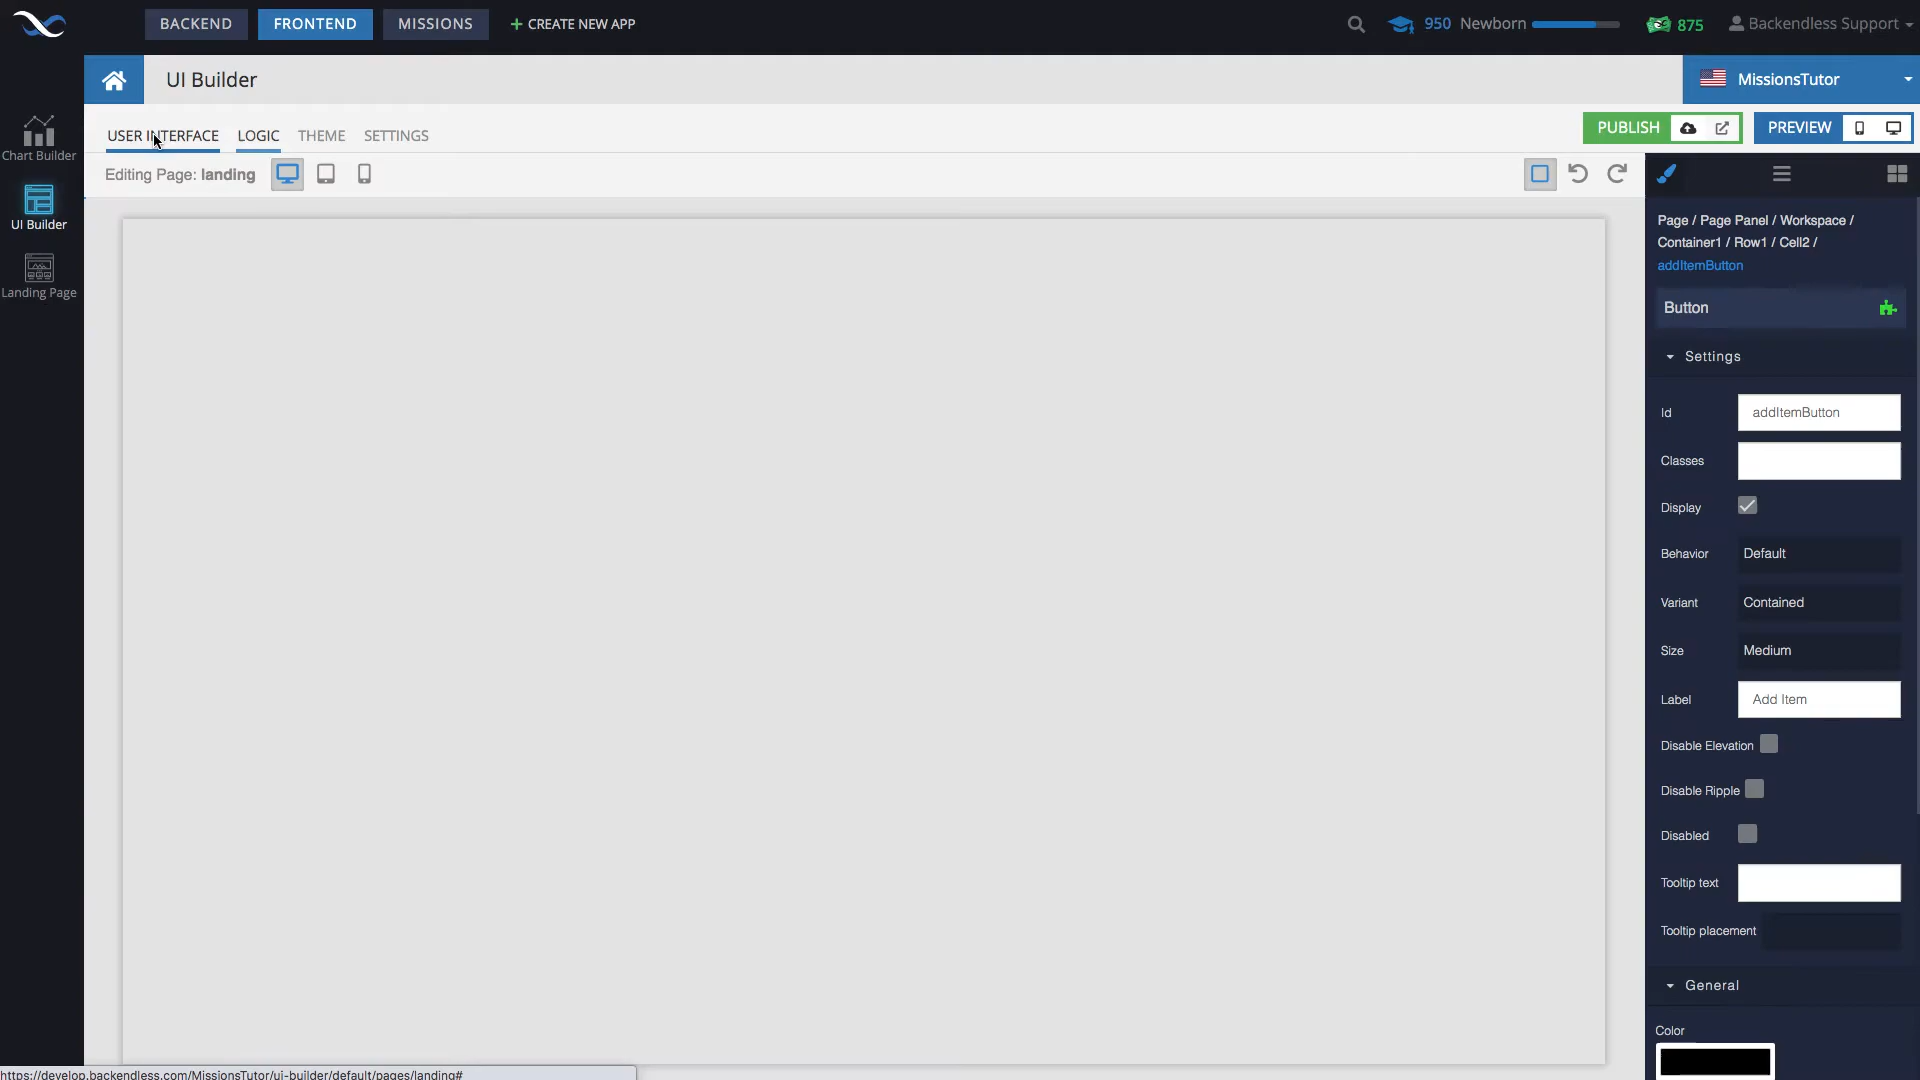 BACKEND
FRONTEND
MISSIONS
CREATE NEW APP
950 Newborn
875
Backendless Support
UI Builder
MissionsTutor
Chart Builder
UI Builder
Landing Page
USER INTERFACE
LOGIC
THEME
SETTINGS
PUBLISH
PREVIEW
Editing Page: landing
Page / Page Panel / Workspace /
Container1 / Row1 / Cell2 /
addItemButton
Button
Settings
Id
addItemButton
Classes
Display
Behavior
Default
Variant
Contained
Size
Medium
Label
Add Item
Disable Elevation
Disable Ripple
Disabled
Tooltip text
Tooltip placement
General
Color
https://develop.backendless.com/MissionsTutor/ui-builder/default/pages/landing#